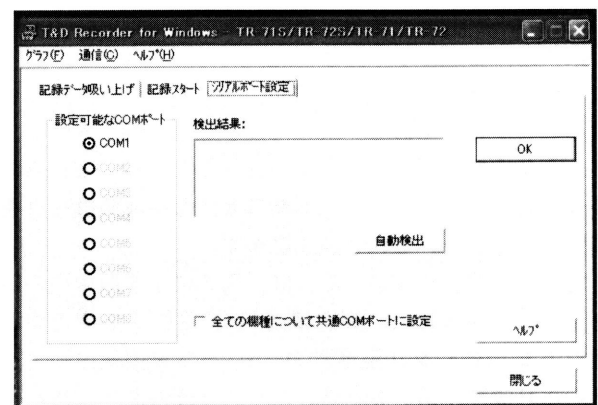 T&D Recorder for Windows - TR-71S/TR-72S/TR-71/TR-72
グラフ(F) 通信(C) ヘルプ(H)
記録データ吸い上げ 記録スタート シリアルポート設定
設定可能なCOMポート
COM1
COM2
COM3
COM4
COM5
COM6
COM7
COM8
検出結果:
自動検出
全ての機種について共通COMポートに設定
OK
ヘルプ
閉じる